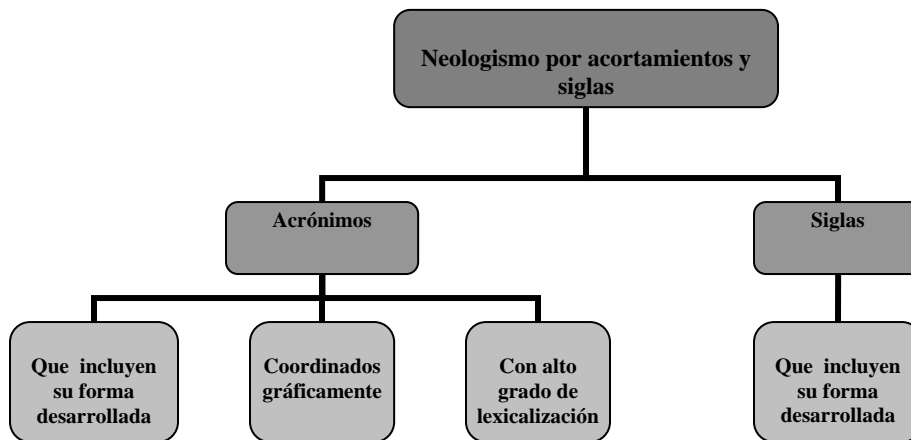 Neologismo por acortamientos y
siglas
Acrónimos
Siglas
Que incluyen
su forma
desarrollada
Coordinados
gráficamente
Con alto
grado de
lexicalización
Que incluyen
su forma
desarrollada